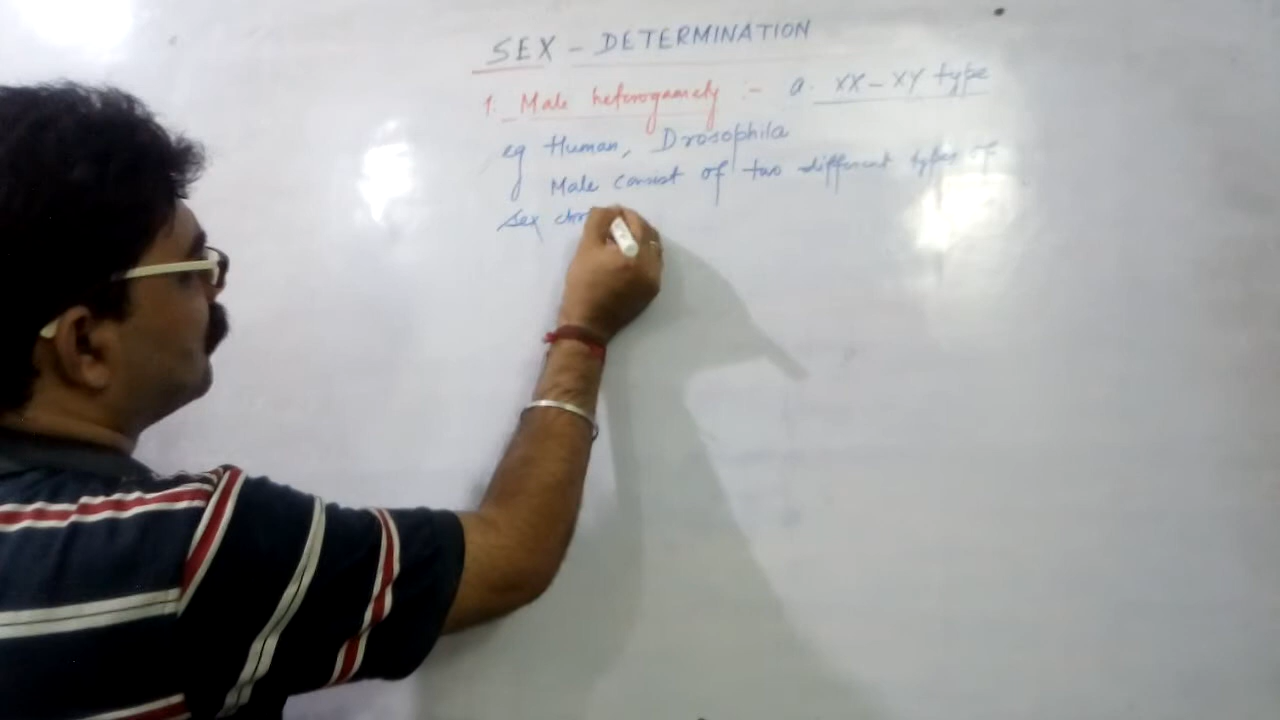 SEX - DETERMINATION
1. Male heterogamety :- a. XX - XY type
eg Human, Drosophila
Male consist of two different types of
sex chr